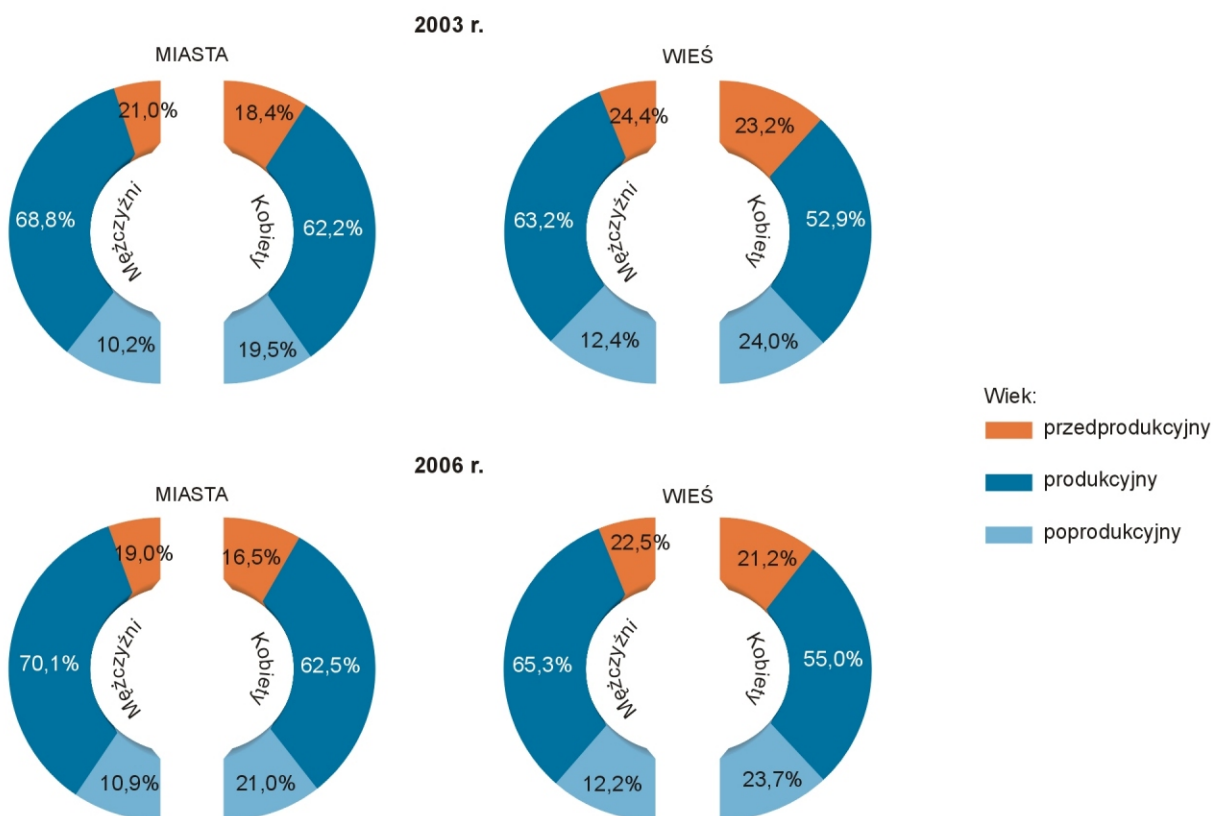 2003 r.
MIASTA
WIEŚ
21,0%
18,4%
24,4%
23,2%
68,8%
Mężczyźni
Kobiety
62,2%
63,2%
Mężczyźni
Kobiety
52,9%
10,2%
19,5%
12,4%
24,0%
Wiek:
przedprodukcyjny
produkcyjny
poprodukcyjny
2006 r.
MIASTA
WIEŚ
19,0%
16,5%
22,5%
21,2%
70,1%
Mężczyźni
Kobiety
62,5%
65,3%
Mężczyźni
Kobiety
55,0%
10,9%
21,0%
12,2%
23,7%